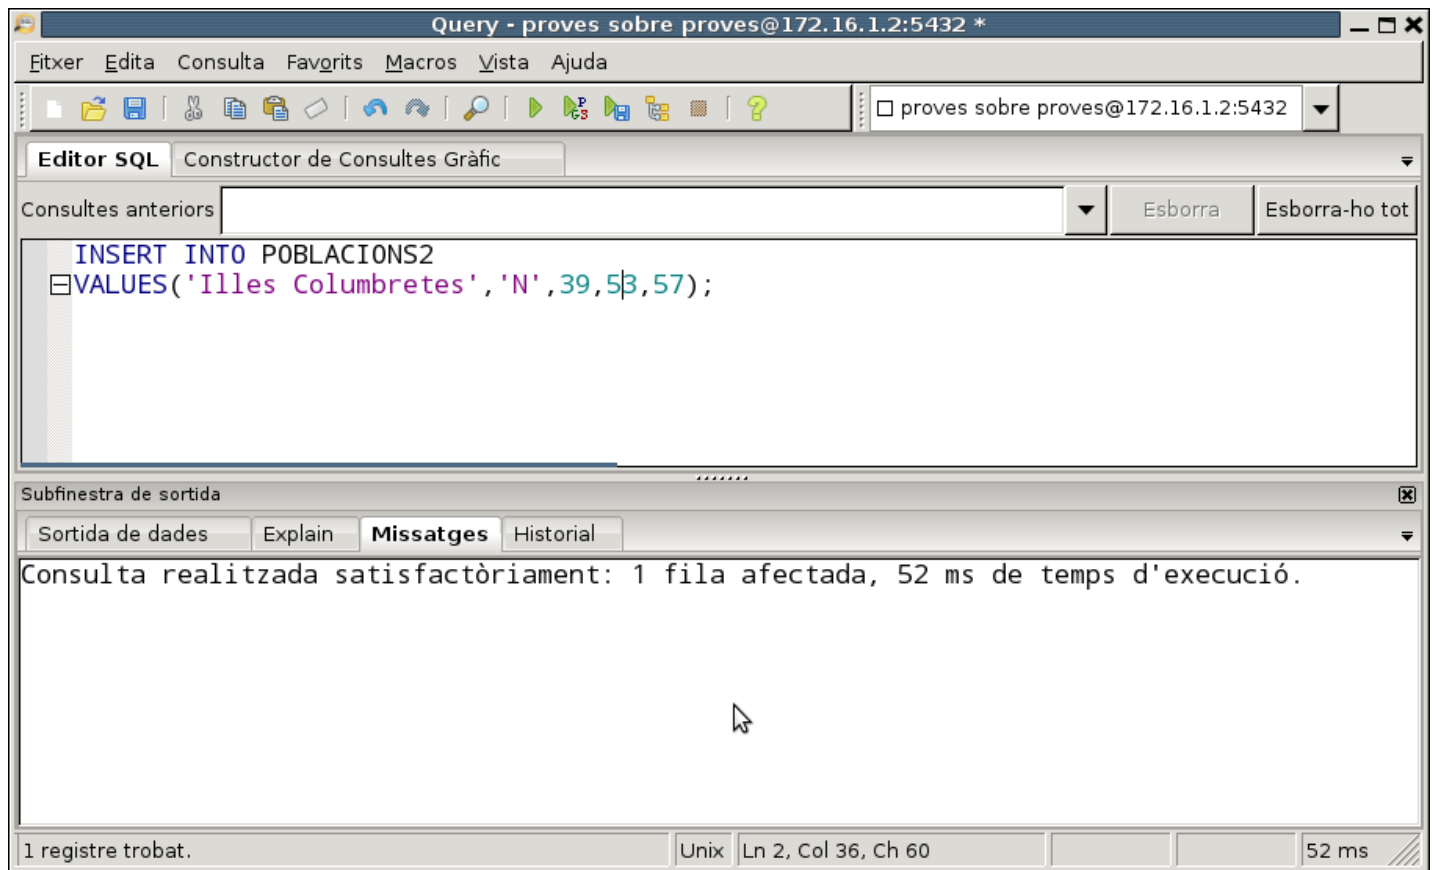 Query - proves sobre proves@172.16.1.2:5432 *
Fitxer Edita Consulta Favorits Macros Vista Ajuda
proves sobre proves@172.16.1.2:5432
Editor SQL Constructor de Consultes Gràfic
Consultes anteriors Esborra Esborra-ho tot
INSERT INTO POBLACIONS2
VALUES('Illes Columbretes','N',39,53,57);
Subfinestra de sortida
Sortida de dades Explain Missatges Historial
Consulta realitzada satisfactòriament: 1 fila afectada, 52 ms de temps d'execució.
1 registre trobat. Unix Ln 2, Col 36, Ch 60 52 ms